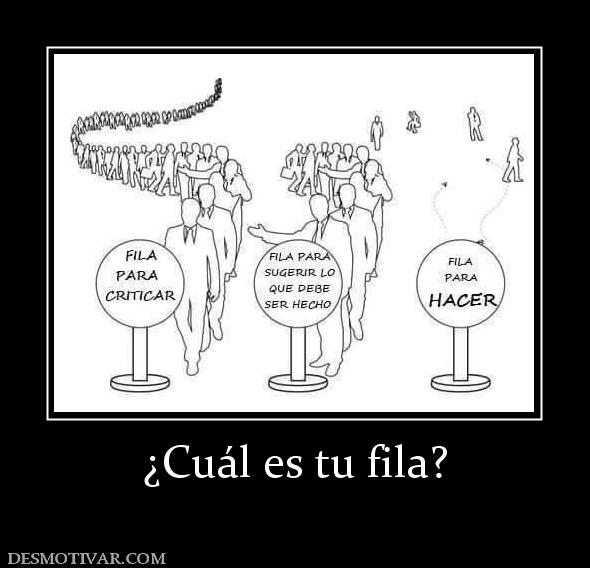 FILA
PARA
CRITICAR
FILA PARA
SUGERIR LO
QUE DEBE
SER HECHO
FILA
PARA
HACER
¿Cuál es tu fila?
DESMOTIVAR.COM